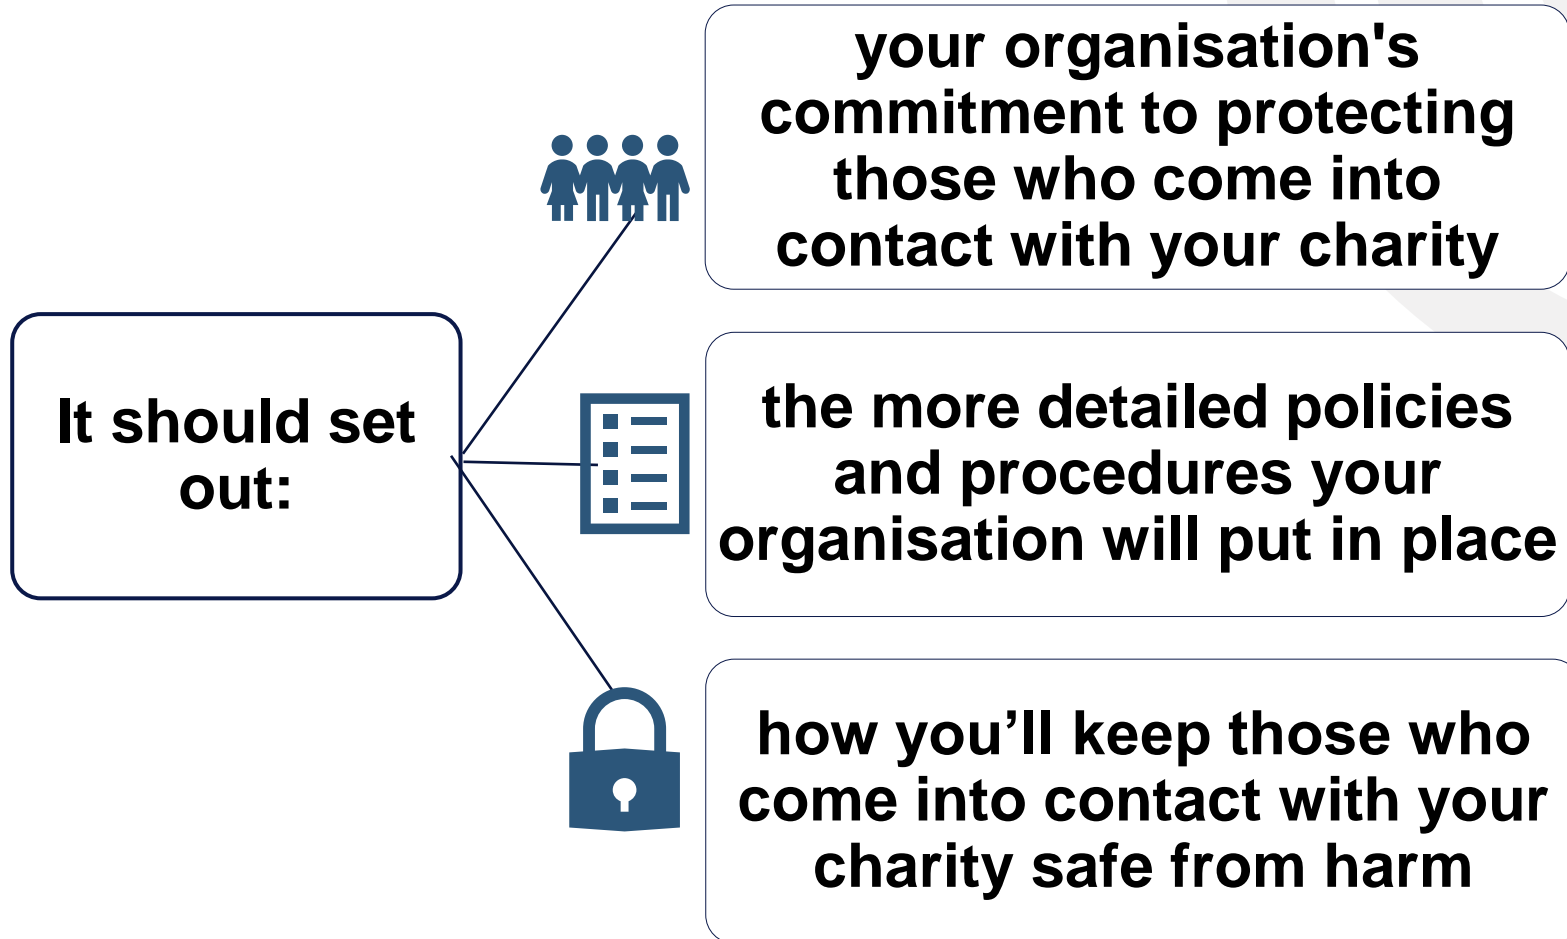 It should set
out:
your organisation's
commitment to protecting
those who come into
contact with your charity
the more detailed policies
and procedures your
organisation will put in place
how you’ll keep those who
come into contact with your
charity safe from harm